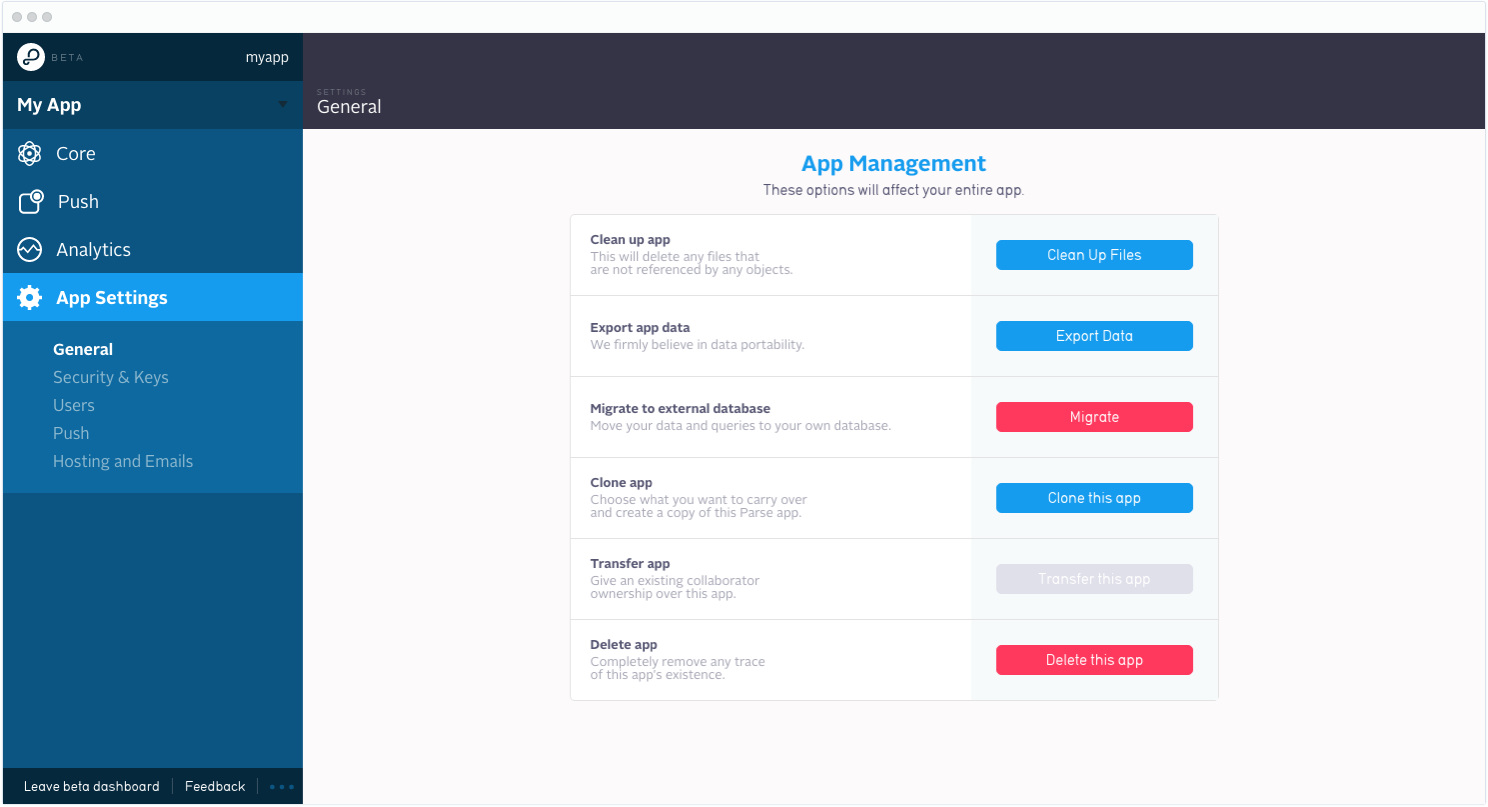 BETA
myapp
My App
Core
Push
Analytics
App Settings
General
Security & Keys
Users
Push
Hosting and Emails
Leave beta dashboard
Feedback
SETTINGS
General
App Management
These options will affect your entire app.
Clean up app
This will delete any files that
are not referenced by any objects.
Clean Up Files
Export app data
We firmly believe in data portability.
Export Data
Migrate to external database
Move your data and queries to your own database.
Migrate
Clone app
Choose what you want to carry over
and create a copy of this Parse app.
Clone this app
Transfer app
Give an existing collaborator
ownership over this app.
Transfer this app
Delete app
Completely remove any trace
of this app's existence.
Delete this app